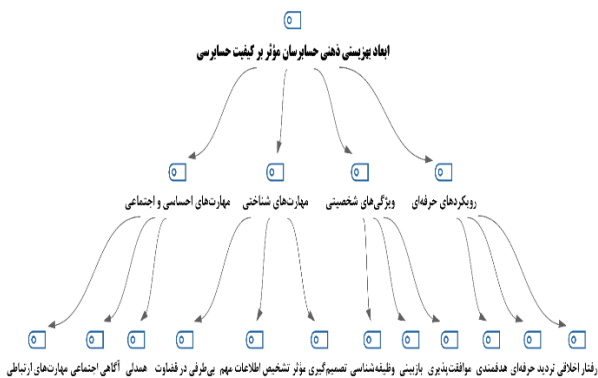 ابعاد بهزیستی ذهنی حسابرسان مؤثر بر کیفیت حسابرسی
رویکردهای حرفه‌ای ویژگی‌های شخصیتی مهارت‌های شناختی مهارت‌های احساسی و اجتماعی
رفتار اخلاقی تردید حرفه‌ای هدفمندی موافقت‌پذیری بازبینی وظیفه‌شناسی تصمیم‌گیری مؤثر تشخیص اطلاعات مهم بی‌طرفی در قضاوت همدلی آگاهی اجتماعی مهارت‌های ارتباطی